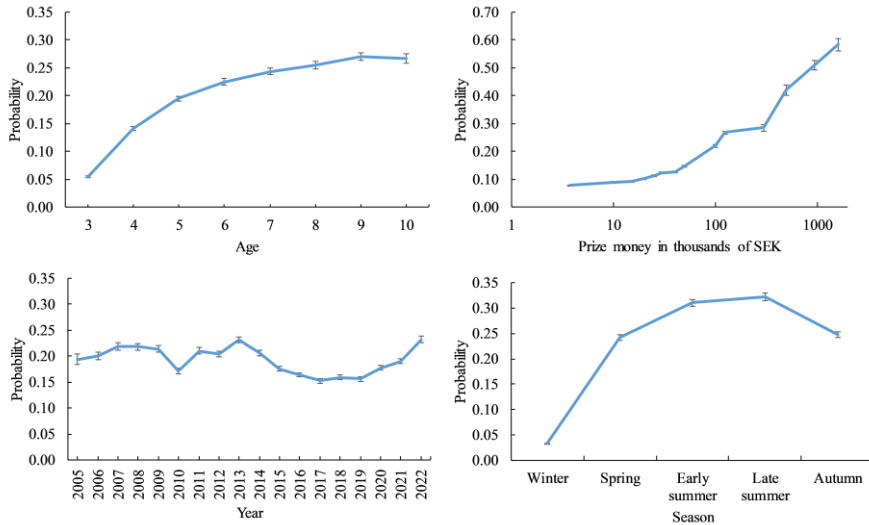 0.35
0.30
0.25
0.20
0.15
0.10
0.05
0.00
Probability
3 4 5 6 7 8 9 10
Age
0.70
0.60
0.50
0.40
0.30
0.20
0.10
0.00
Probability
1 10 100 1000
Prize money in thousands of SEK
0.35
0.30
0.25
0.20
0.15
0.10
0.05
0.00
Probability
2005 2006 2007 2008 2009 2010 2011 2012 2013 2014 2015 2016 2017 2018 2019 2020 2021 2022
Year
0.35
0.30
0.25
0.20
0.15
0.10
0.05
0.00
Probability
Winter Spring Early Late Autumn
summer summer
Season